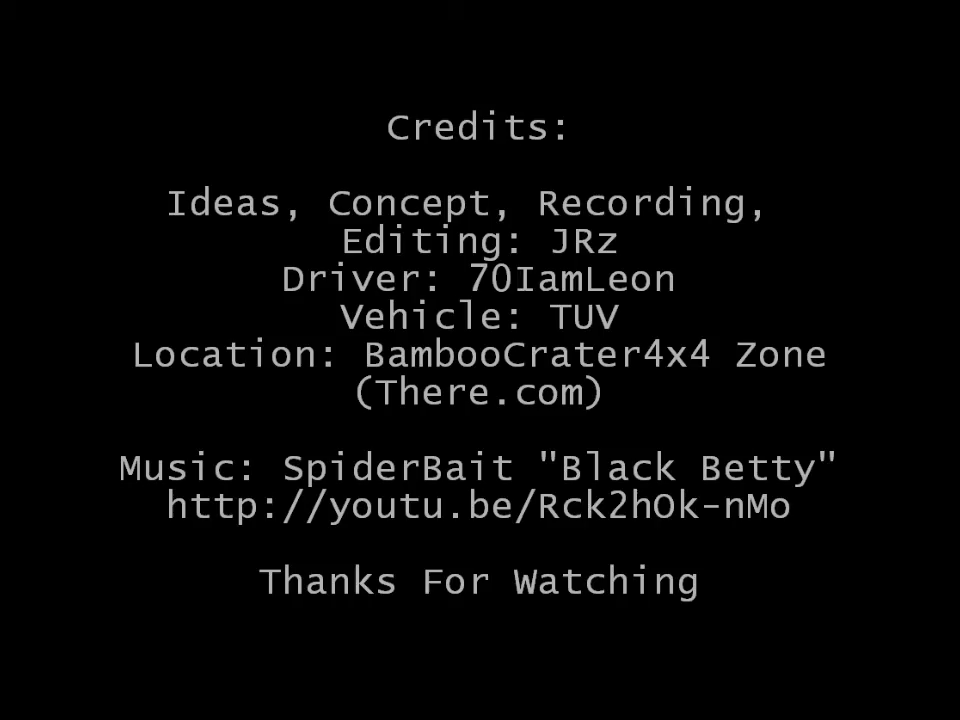 Credits:
Ideas, Concept, Recording,
Editing: JRz
Driver: 70IamLeon
Vehicle: TUV
Location: BambooCrater4x4 Zone
(There.com)
Music: SpiderBait "Black Betty"
http://youtu.be/Rck2hOk-nMo
Thanks For Watching